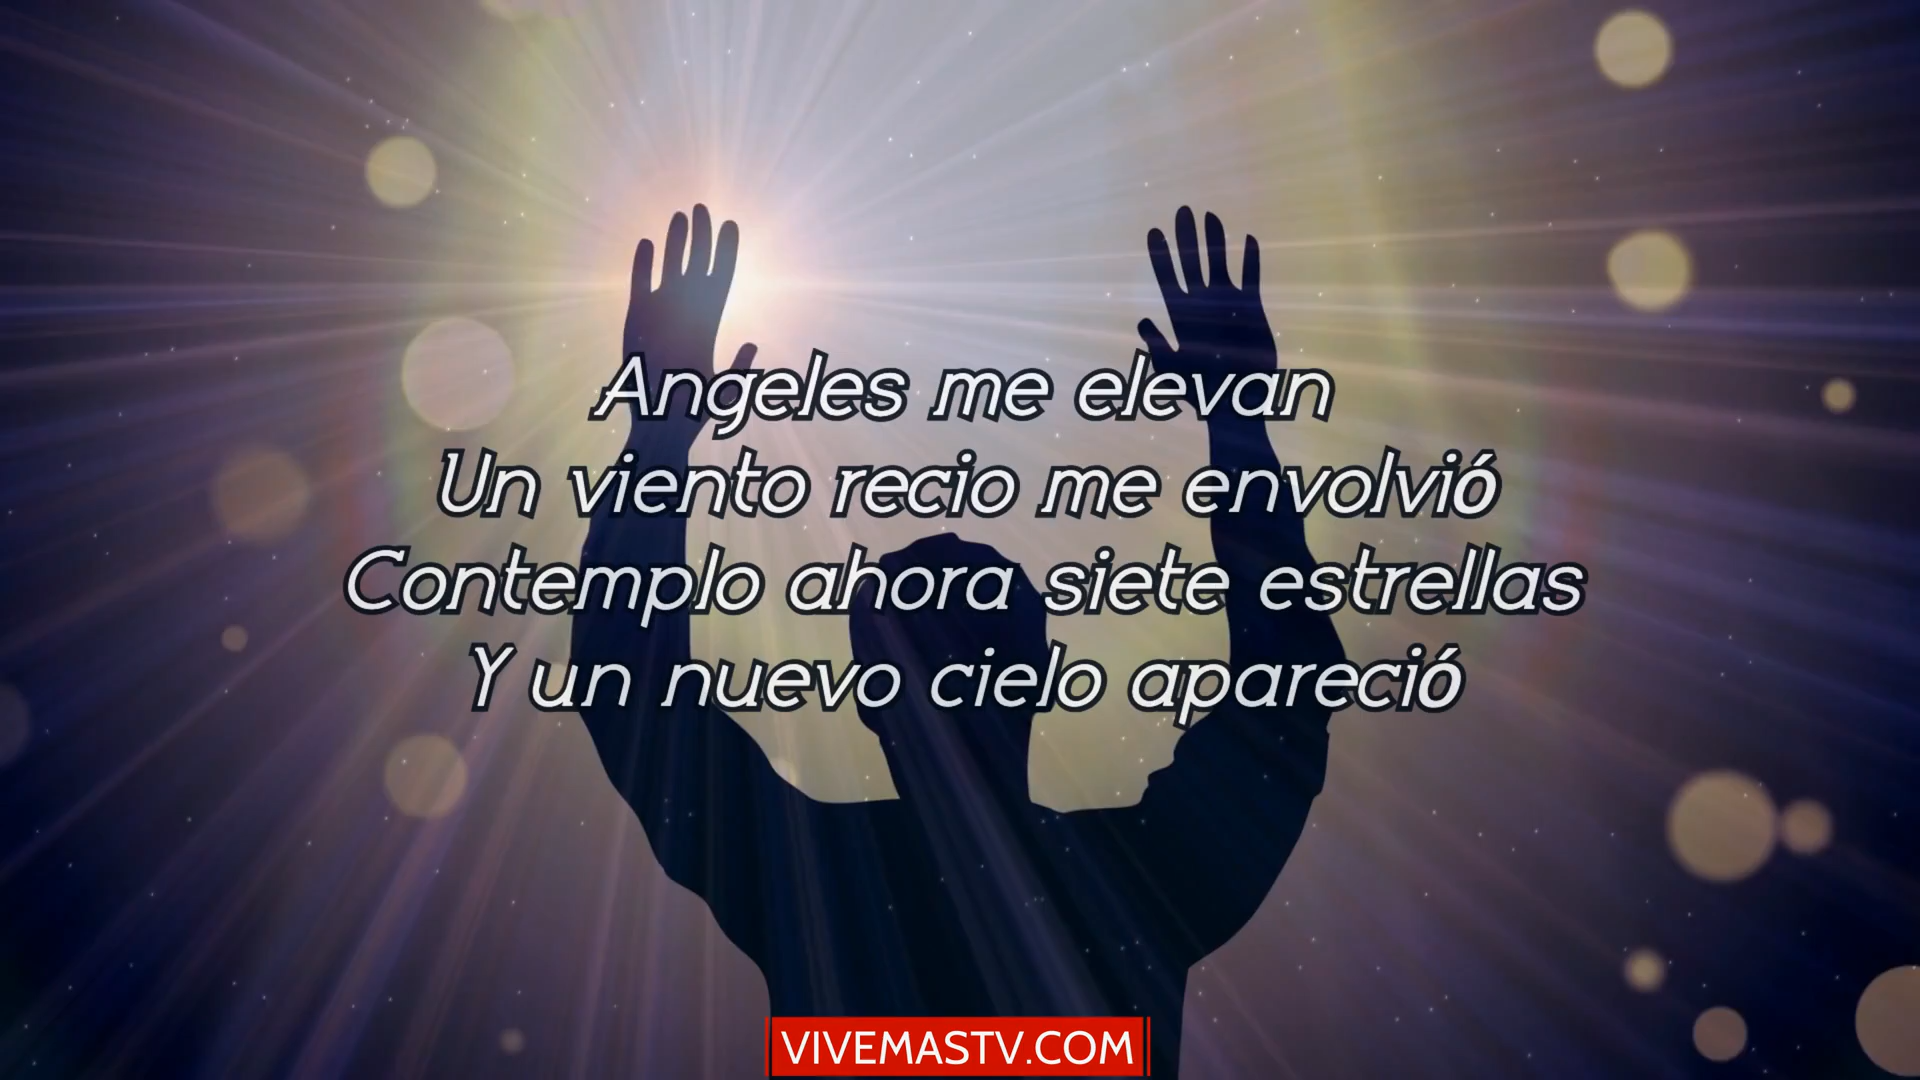 Angeles me elevan
Un viento recio me envolvió
Contemplo ahora siete estrellas
Y un nuevo cielo apareció
VIVEMASTV.COM